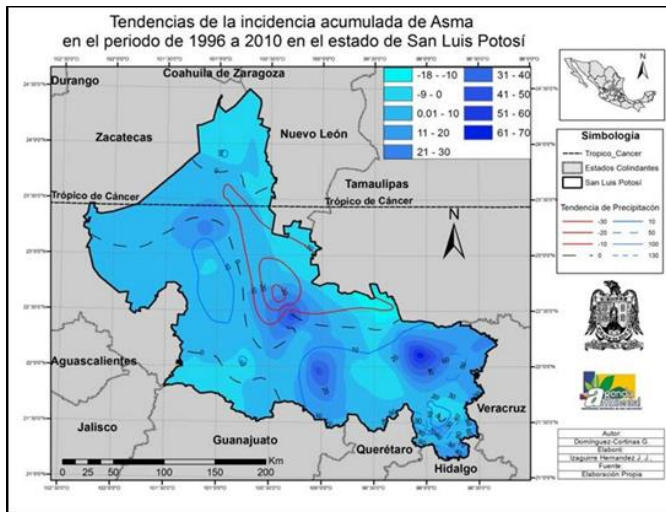 Tendencias de la incidencia acumulada de Asma
en el periodo de 1996 a 2010 en el estado de San Luis Potosí
Coahuila de Zaragoza
Durango
Zacatecas
Nuevo León
Tamaulipas
Trópico de Cáncer
Trópico de Cáncer
N
Aguascalientes
Jalisco
Guanajuato
Querétaro
Hidalgo
Veracruz
-18 - -10
-9 - 0
0.01 - 10
11 - 20
21 - 30
31 - 40
41 - 50
51 - 60
61 - 70
0 25 50 100 150 200
Km
N
Simbología
Tropico_Cancer
Estados Colindantes
San Luis Potosí
Tendencia de Precipitación
-30 10
-20 50
-10 100
0 130
Autor:
Domínguez-Cortinas G.
Elaboró:
Izaguirre Hernandez J. J.,
Fuente:
Elaboración Propia